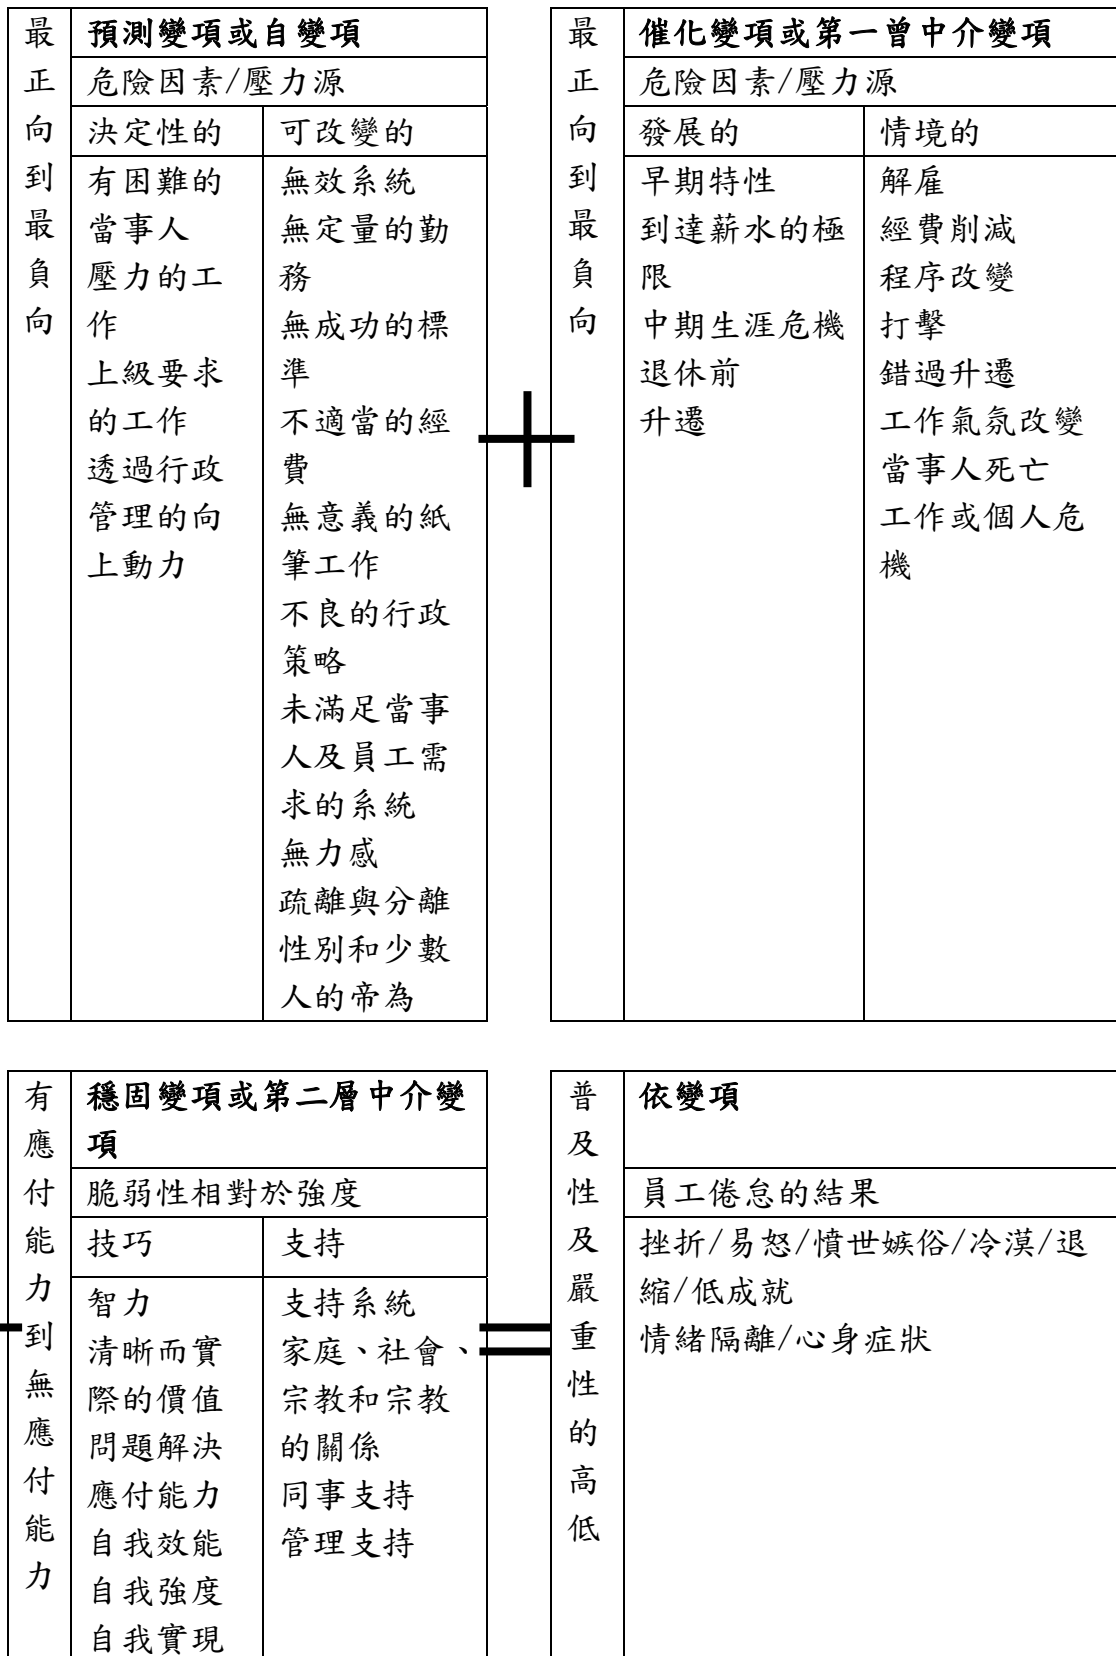 最
正
向
到
最
負
向
預測變項或自變項
危險因素/壓力源
決定性的
有困難的
當事人
壓力的工
作
上級要求
的工作
透過行政
管理的向
上動力
可改變的
無效系統
無定量的勤
務
無成功的標
準
不適當的經
費
無意義的紙
筆工作
不良的行政
策略
未滿足當事
人及員工需
求的系統
無力感
疏離與分離
性別和少數
人的帝為
+
最
正
向
到
最
負
向
催化變項或第一曾中介變項
危險因素/壓力源
發展的
早期特性
到達薪水的極
限
中期生涯危機
退休前
升遷
情境的
解雇
經費削減
程序改變
打擊
錯過升遷
工作氣氛改變
當事人死亡
工作或個人危
機
有
應
付
能
力
到
無
應
付
能
力
穩固變項或第二層中介變
項
脆弱性相對於強度
技巧
智力
清晰而實
際的價值
問題解決
應付能力
自我效能
自我強度
自我實現
支持
支持系統
家庭、社會、
宗教和宗教
的關係
同事支持
管理支持
=
普
及
性
及
嚴
重
性
的
高
低
依變項
員工倦怠的結果
挫折/易怒/憤世嫉俗/冷漠/退
縮/低成就
情緒隔離/心身症狀